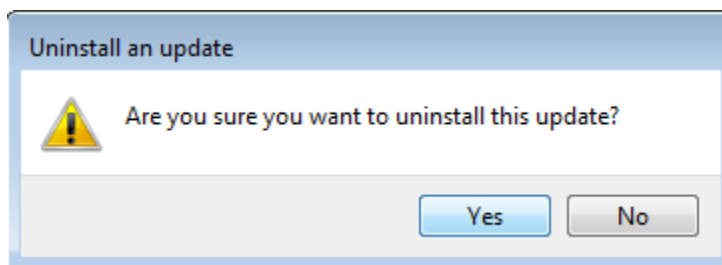 Uninstall an update
Are you sure you want to uninstall this update?
Yes No